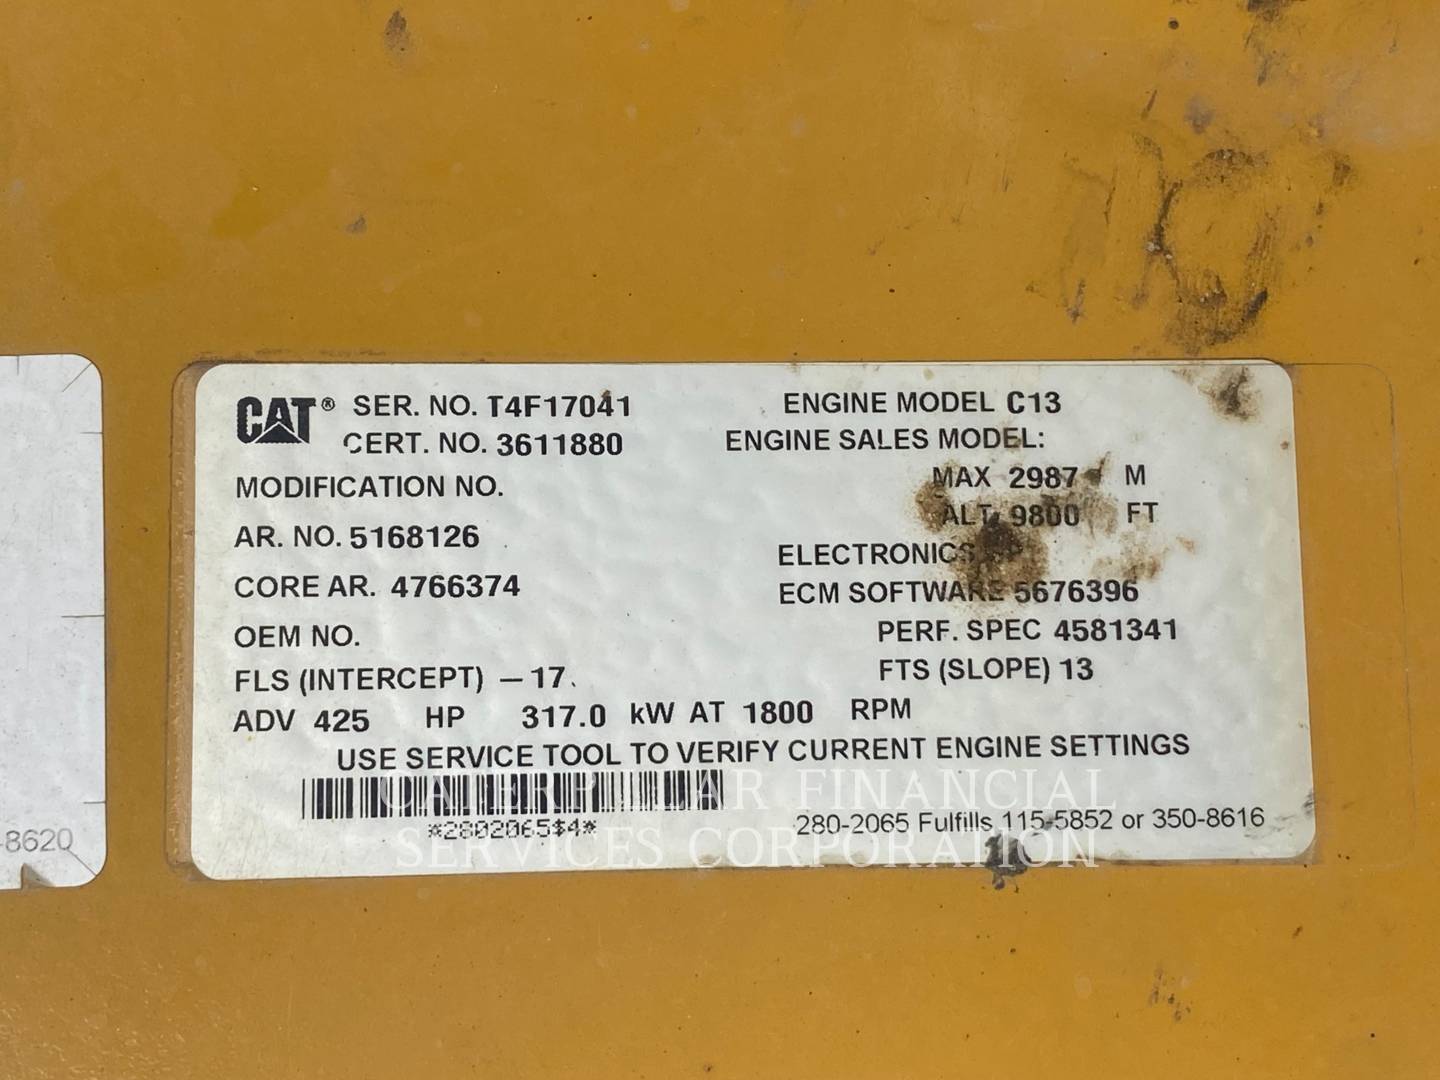 CAT® SER. NO. T4F17041 ENGINE MODEL C13
CERT. NO. 3611880 ENGINE SALES MODEL:
MODIFICATION NO. MAX 2987 M
ALT. 9800 FT
AR. NO. 5168126
ELECTRONICS
CORE AR. 4766374 ECM SOFTWARE 5676396
OEM NO. PERF. SPEC 4581341
FLS (INTERCEPT) -17 FTS (SLOPE) 13
ADV 425 HP 317.0 kW AT 1800 RPM
USE SERVICE TOOL TO VERIFY CURRENT ENGINE SETTINGS
*2802065$4* 280-2065 Fulfills 115-5852 or 350-8616
-8620
CATERPILLAR FINANCIAL
SERVICES CORPORATION